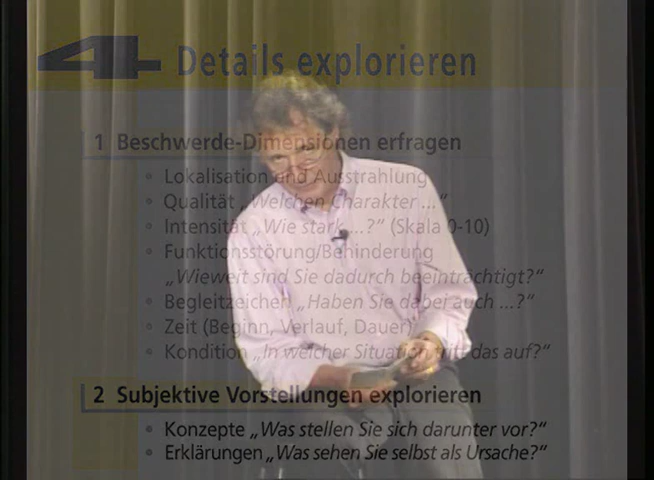 4 Details explorieren
1 Beschwerde-Dimensionen erfragen
• Lokalisation und Ausstrahlung
• Qualität „Welchen Charakter ...“
• Intensität „Wie stark ...?“ (Skala 0-10)
• Funktionsstörung/Behinderung
„Wieweit sind Sie dadurch beeinträchtigt?“
• Begleitzeichen „Haben Sie dabei auch ...?“
• Zeit (Beginn, Verlauf, Dauer)
• Kondition „In welcher Situation tritt das auf?“
2 Subjektive Vorstellungen explorieren
• Konzepte „Was stellen Sie sich darunter vor?“
• Erklärungen „Was sehen Sie selbst als Ursache?“